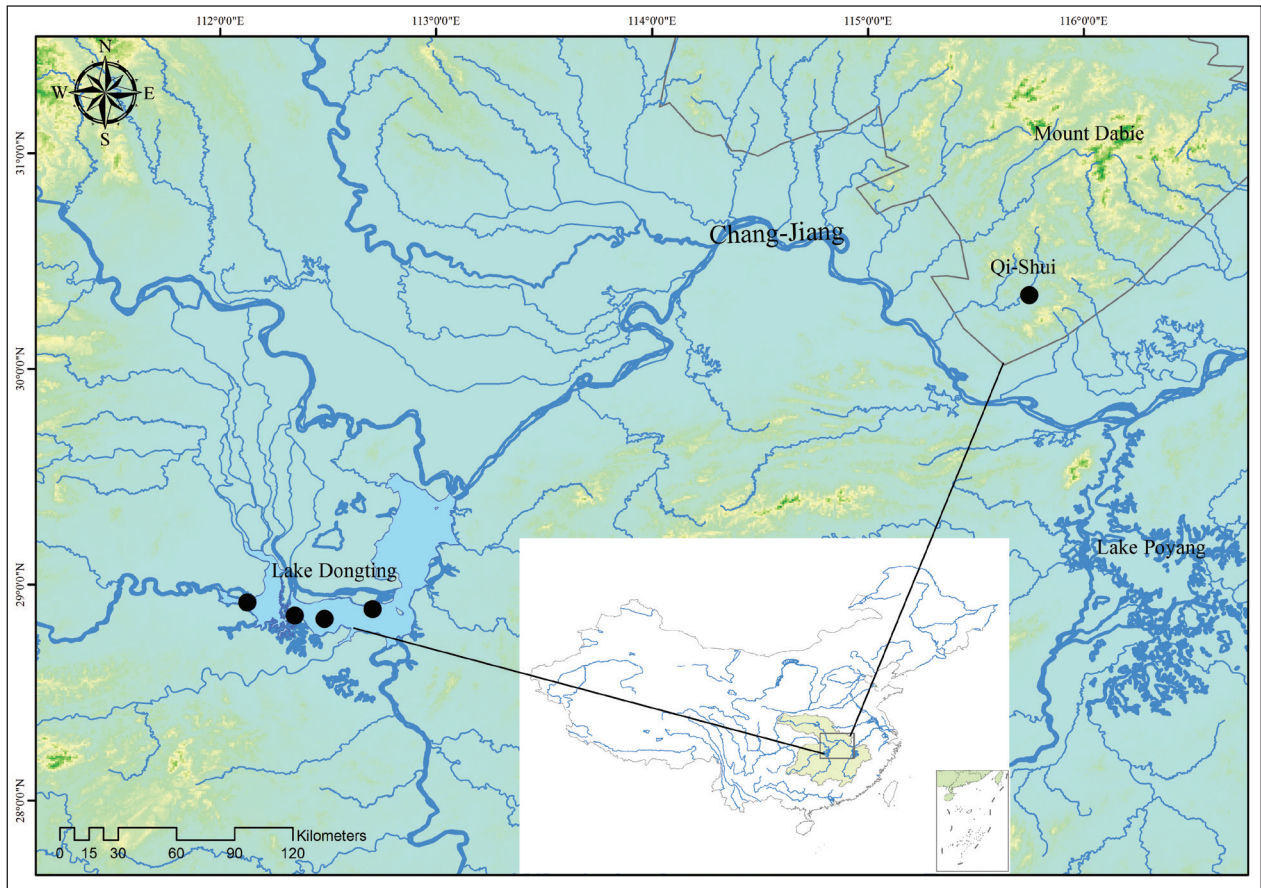 112°0'0"E
113°0'0"E
114°0'0"E
115°0'0"E
116°0'0"E
N
W
E
S
31°0'0"N
Mount Dabie
Chang-Jiang
Qi-Shui
30°0'0"N
Lake Poyang
Lake Dongting
29°0'0"N
28°0'0"N
Kilometers
0 15 30 60 90 120